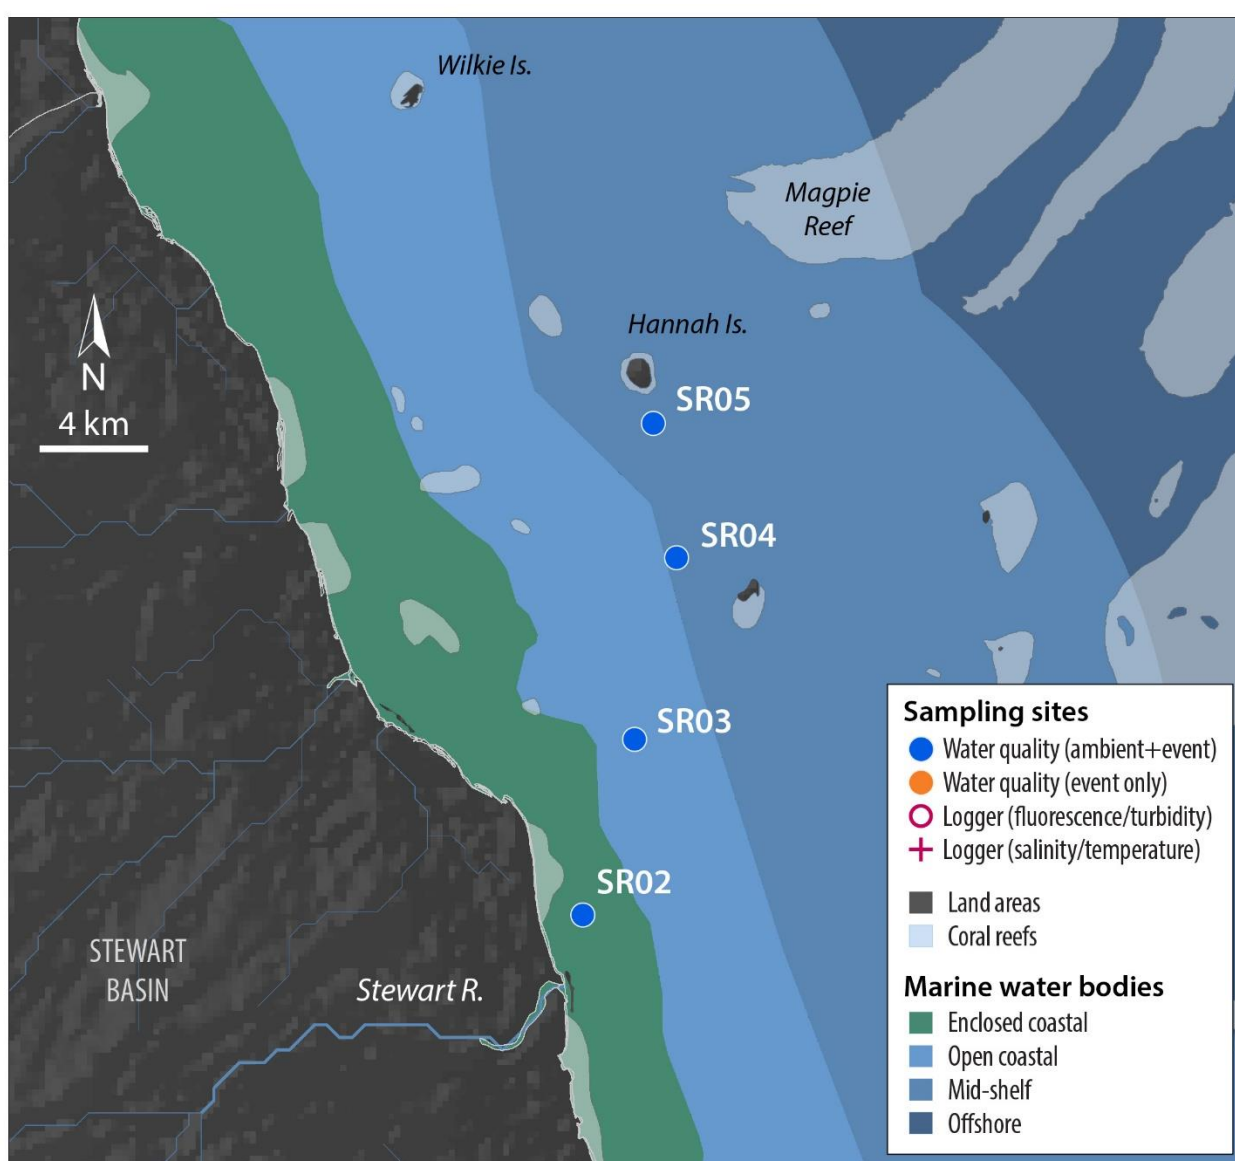 Wilkie Is.
Magpie
Reef
Hannah Is.
N
4 km
SR05
SR04
SR03
SR02
STEWART
BASIN
Stewart R.
Sampling sites
Water quality (ambient+event)
Water quality (event only)
Logger (fluorescence/turbidity)
Logger (salinity/temperature)
Land areas
Coral reefs
Marine water bodies
Enclosed coastal
Open coastal
Mid-shelf
Offshore